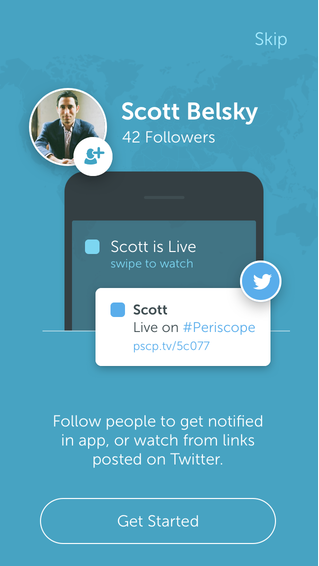 Skip
Scott Belsky
42 Followers
Scott is Live
swipe to watch
Scott
Live on #Periscope
pscp.tv/5c077
Follow people to get notified
in app, or watch from links
posted on Twitter.
Get Started